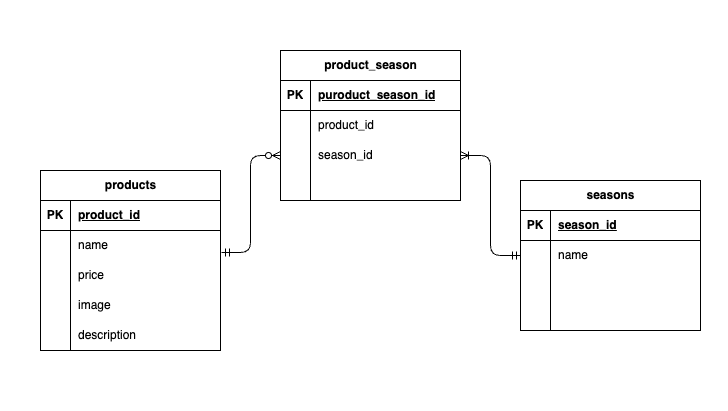 product_season
PK puroduct_season_id
product_id
season_id
products
PK product_id
name
price
image
description
seasons
PK season_id
name